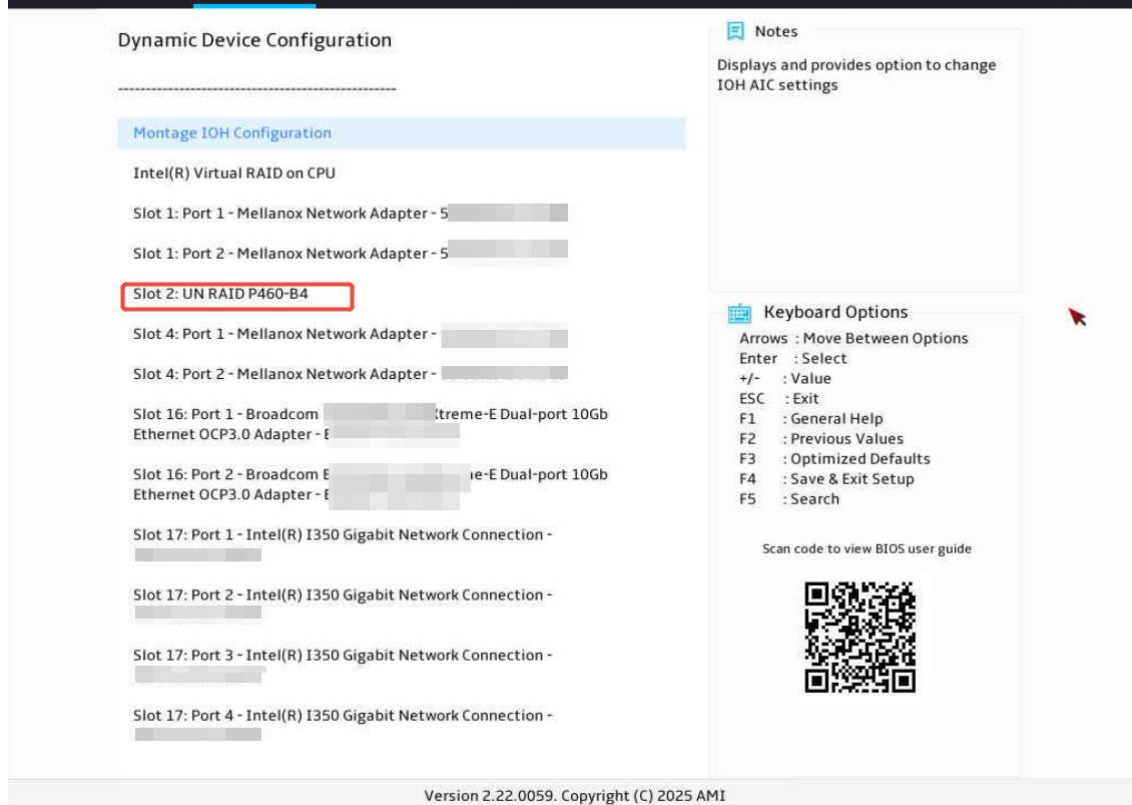 Dynamic Device Configuration
--------------------------------------------------
Montage IOH Configuration
Intel(R) Virtual RAID on CPU
Slot 1: Port 1 - Mellanox Network Adapter - 5
Slot 1: Port 2 - Mellanox Network Adapter - 5
Slot 2: UN RAID P460-B4
Slot 4: Port 1 - Mellanox Network Adapter -
Slot 4: Port 2 - Mellanox Network Adapter -
Slot 16: Port 1 - Broadcom treme-E Dual-port 10Gb
Ethernet OCP3.0 Adapter -
Slot 16: Port 2 - Broadcom e-E Dual-port 10Gb
Ethernet OCP3.0 Adapter -
Slot 17: Port 1 - Intel(R) I350 Gigabit Network Connection -
Slot 17: Port 2 - Intel(R) I350 Gigabit Network Connection -
Slot 17: Port 3 - Intel(R) I350 Gigabit Network Connection -
Slot 17: Port 4 - Intel(R) I350 Gigabit Network Connection -
Notes
Displays and provides option to change
IOH AIC settings
Keyboard Options
Arrows : Move Between Options
Enter : Select
+/- : Value
ESC : Exit
F1 : General Help
F2 : Previous Values
F3 : Optimized Defaults
F4 : Save & Exit Setup
F5 : Search
Scan code to view BIOS user guide
Version 2.22.0059. Copyright (C) 2025 AMI